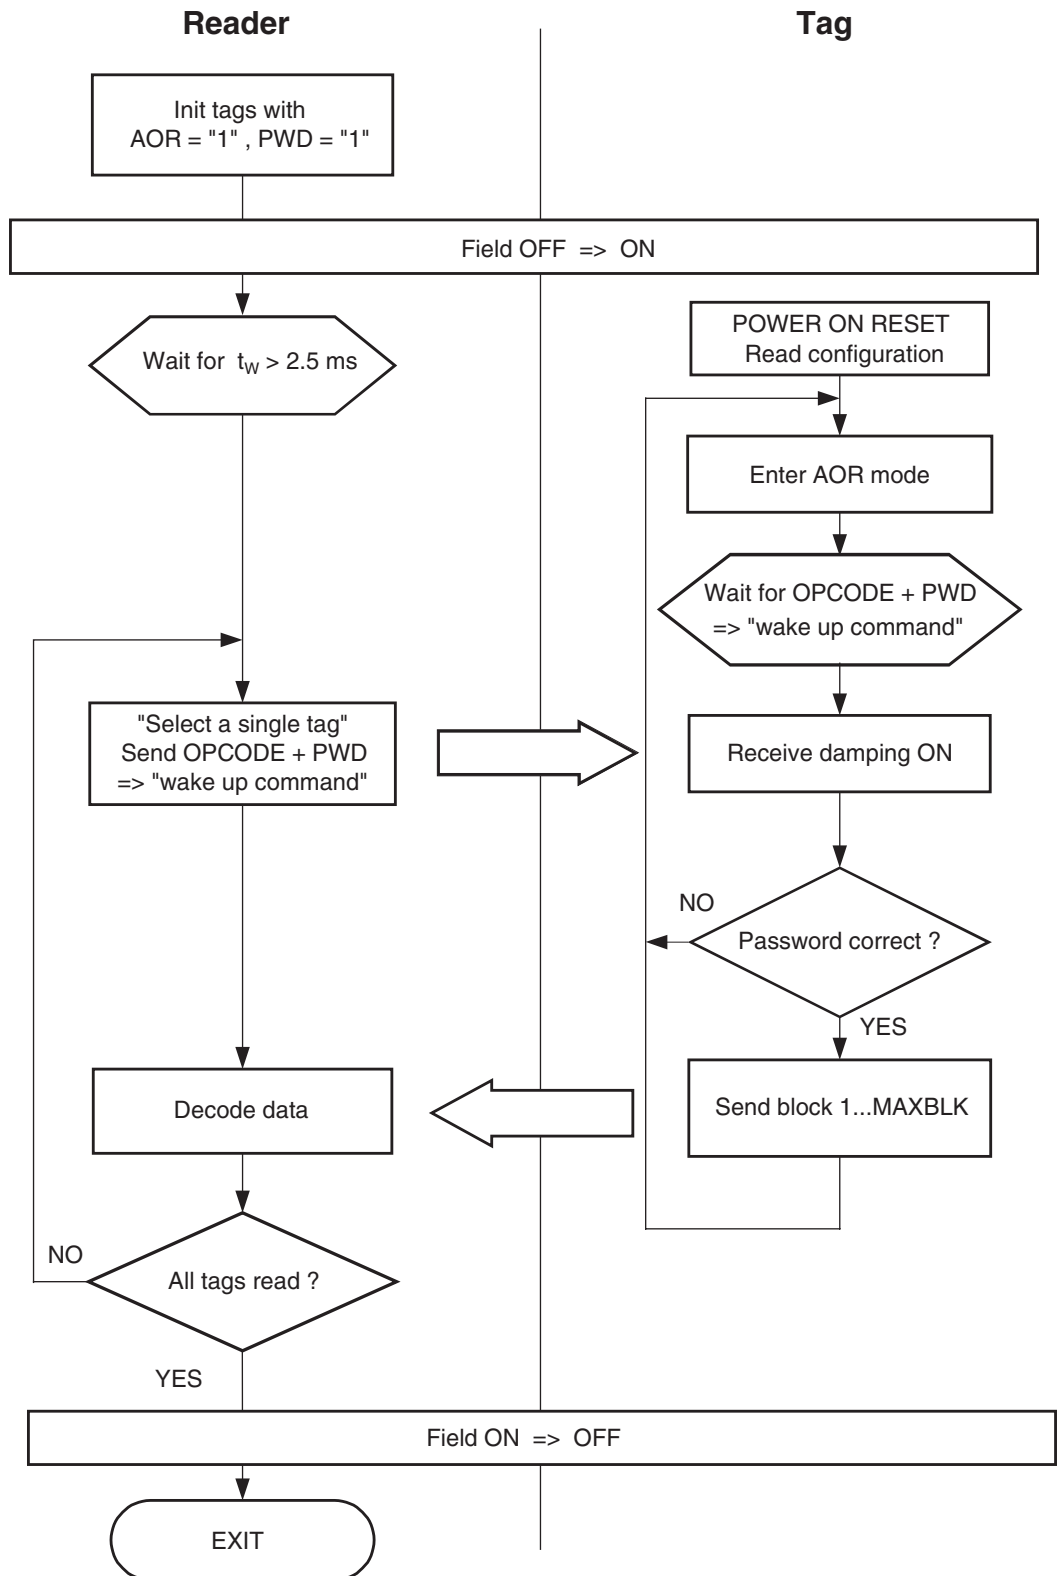 Reader
Tag
Init tags with
AOR = "1" , PWD = "1"
Field OFF => ON
Wait for tW > 2.5 ms
POWER ON RESET
Read configuration
Enter AOR mode
Wait for OPCODE + PWD
=> "wake up command"
"Select a single tag"
Send OPCODE + PWD
=> "wake up command"
Receive damping ON
NO
Password correct ?
YES
Decode data
Send block 1...MAXBLK
NO
All tags read ?
YES
Field ON => OFF
EXIT